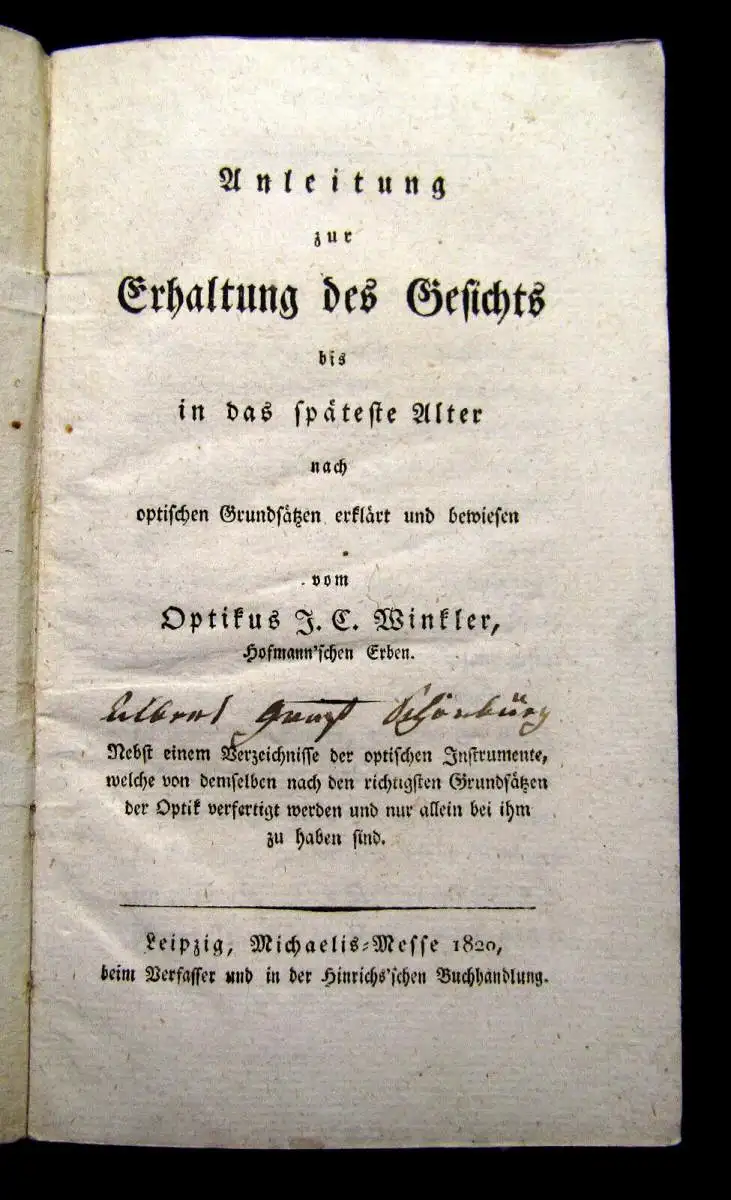 Anleitung
zur
Erhaltung des Gesichts
bis
in das späteste Alter
nach
optischen Grundsätzen erklärt und bewiesen
vom
Optikus J. C. Winkler,
Hofmann'schen Erben.
Nebst einem Verzeichnisse der optischen Instrumente,
welche von demselben nach den richtigsten Grundsätzen
der Optik verfertigt werden und nur allein bei ihm
zu haben sind.
Leipzig, Michaelis-Messe 1820,
beim Verfasser und in der Hinrichs'schen Buchhandlung.